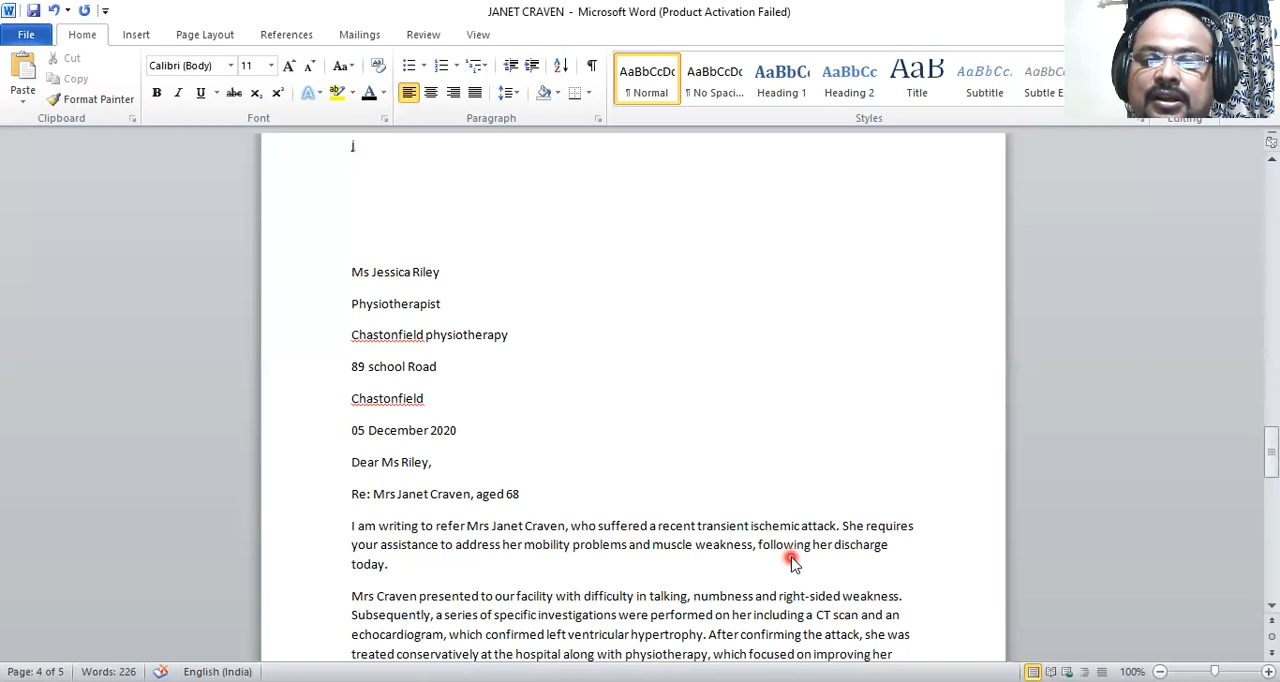 JANET CRAVEN - Microsoft Word (Product Activation Failed)
File Home Insert Page Layout References Mailings Review View
Paste
Cut
Copy
Format Painter
Calibri (Body) 11
AaBbCcDc AaBbCcDc AaBbC AaBbCc AaB AaBbCc. AaBbCc
¶ Normal ¶ No Spaci... Heading 1 Heading 2 Title Subtitle Subtle E
Clipboard Font Paragraph Styles Editing
j
Ms Jessica Riley
Physiotherapist
Chastonfield physiotherapy
89 school Road
Chastonfield
05 December 2020
Dear Ms Riley,
Re: Mrs Janet Craven, aged 68
I am writing to refer Mrs Janet Craven, who suffered a recent transient ischemic attack. She requires
your assistance to address her mobility problems and muscle weakness, following her discharge
today.
Mrs Craven presented to our facility with difficulty in talking, numbness and right-sided weakness.
Subsequently, a series of specific investigations were performed on her including a CT scan and an
echocardiogram, which confirmed left ventricular hypertrophy. After confirming the attack, she was
treated conservatively at the hospital along with physiotherapy, which focused on improving her
Page: 4 of 5 Words: 226 English (India) 100%